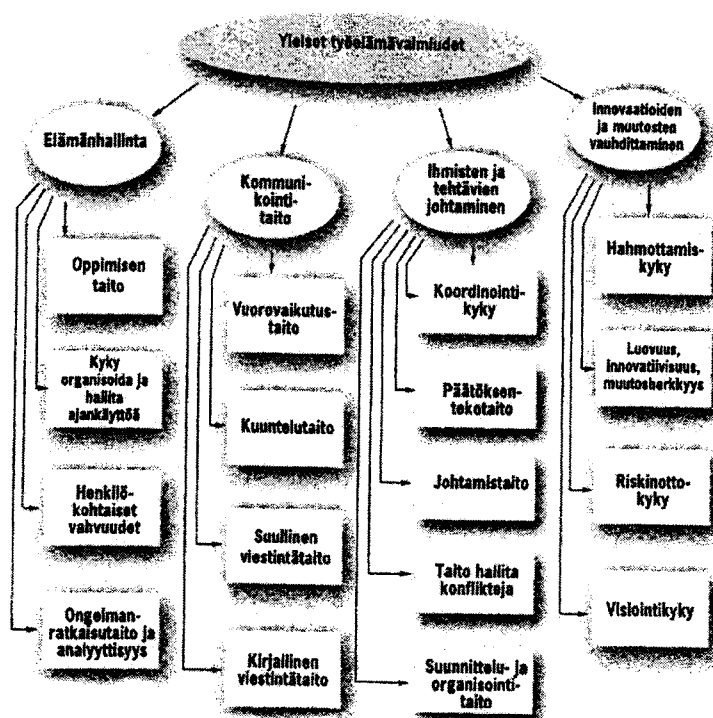 Yleiset työelämävalmiudet
Elämänhallinta
Oppimisen
taito
Kyky
organisoida ja
hallita
ajankäyttöä
Henkilö-
kohtaiset
vahvuudet
Ongelman-
ratkaisutaito ja
analyyttisyys
Kommuni-
kointi-
taito
Vuorovaikutus-
taito
Kuuntelutaito
Suullinen
viestintätaito
Kirjallinen
viestintätaito
Ihmisten ja
tehtävien
johtaminen
Koordinointi-
kyky
Päätöksen-
tekotaito
Johtamistaito
Taito hallita
konflikteja
Suunnittelu- ja
organisointi-
taito
Innovaatioiden
ja muutosten
vauhdittaminen
Hahmottamis-
kyky
Luovuus,
innovatiivisuus,
muutosherkkyys
Riskinotto-
kyky
Visiointikyky